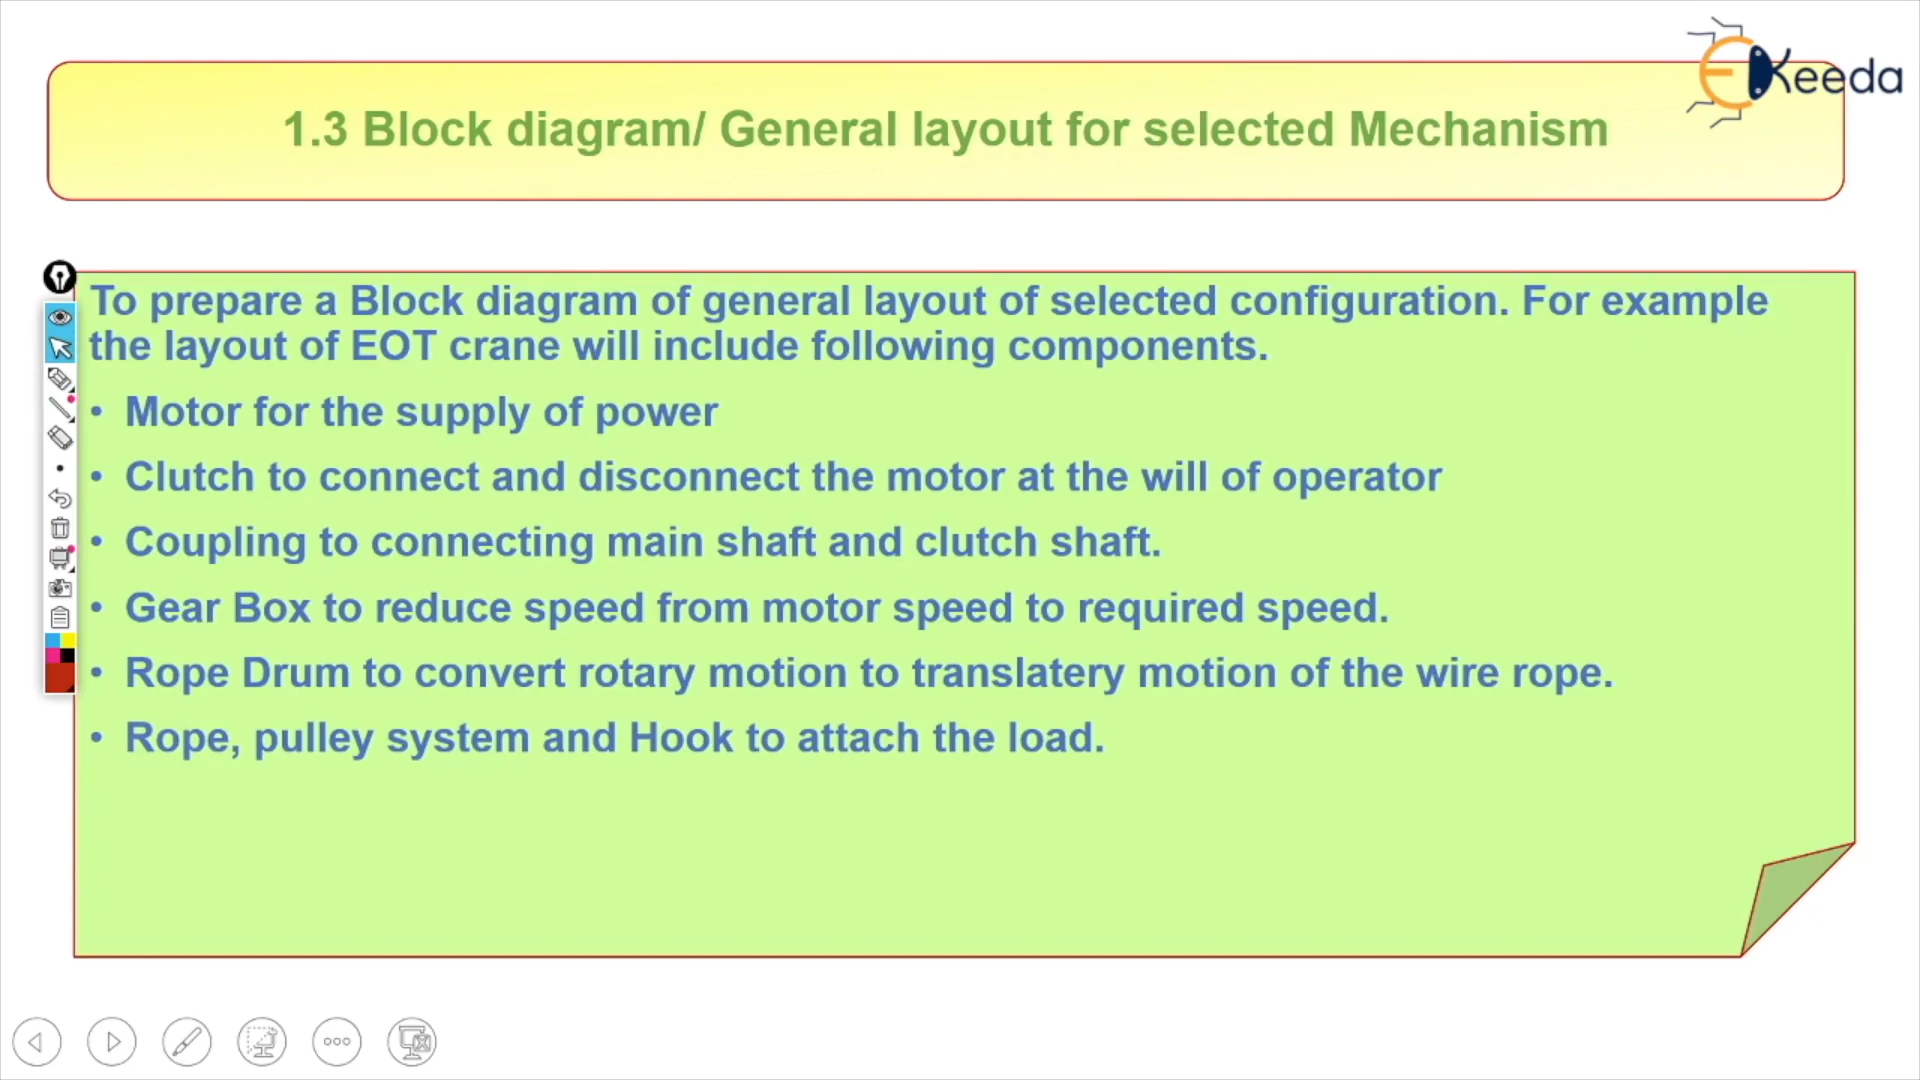 EKeeda
1.3 Block diagram/ General layout for selected Mechanism
To prepare a Block diagram of general layout of selected configuration. For example
the layout of EOT crane will include following components.
• Motor for the supply of power
• Clutch to connect and disconnect the motor at the will of operator
• Coupling to connecting main shaft and clutch shaft.
• Gear Box to reduce speed from motor speed to required speed.
• Rope Drum to convert rotary motion to translatery motion of the wire rope.
• Rope, pulley system and Hook to attach the load.